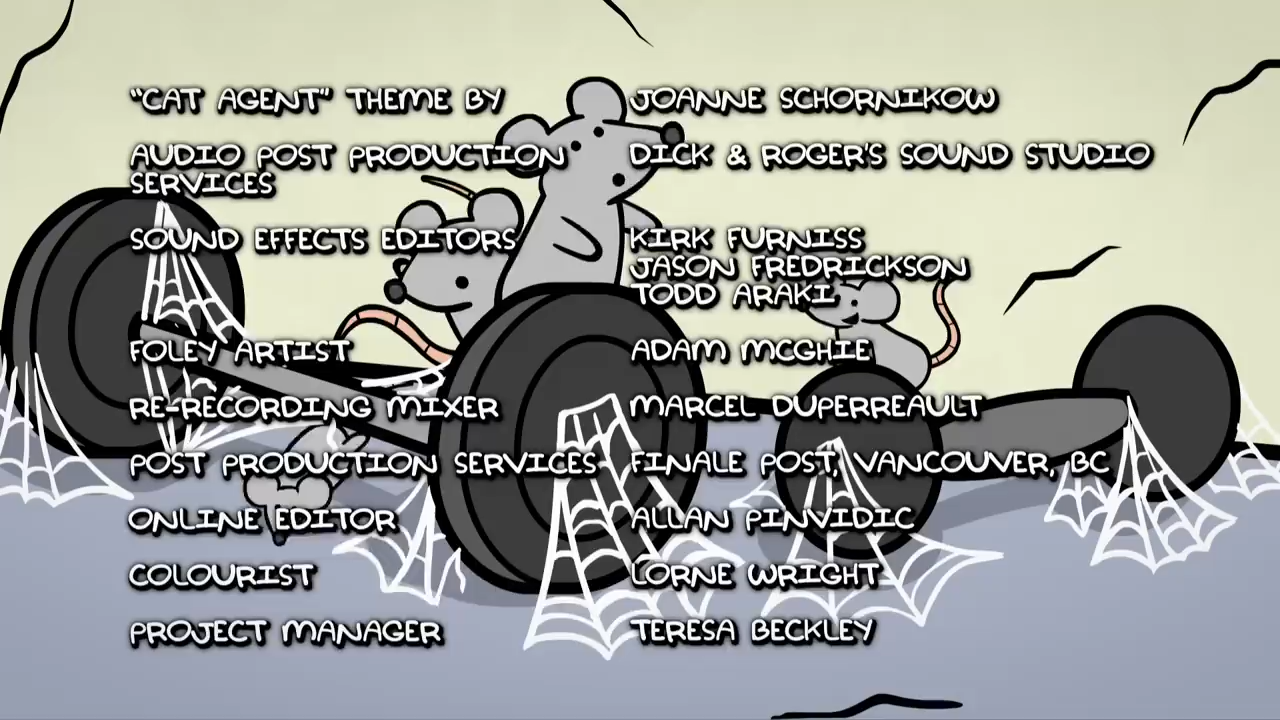 "CAT AGENT" THEME BY JOANNE SCHORNIKOW
AUDIO POST PRODUCTION DICK & ROGER'S SOUND STUDIO
SERVICES
SOUND EFFECTS EDITORS KIRK FURNISS
JASON FREDRICKSON
TODD ARAKI
FOLEY ARTIST ADAM MCGHIE
RE-RECORDING MIXER MARCEL DUPERREAULT
POST PRODUCTION SERVICES FINALE POST, VANCOUVER, BC
ONLINE EDITOR ALLAN PINVIDIC
COLOURIST LORNE WRIGHT
PROJECT MANAGER TERESA BECKLEY